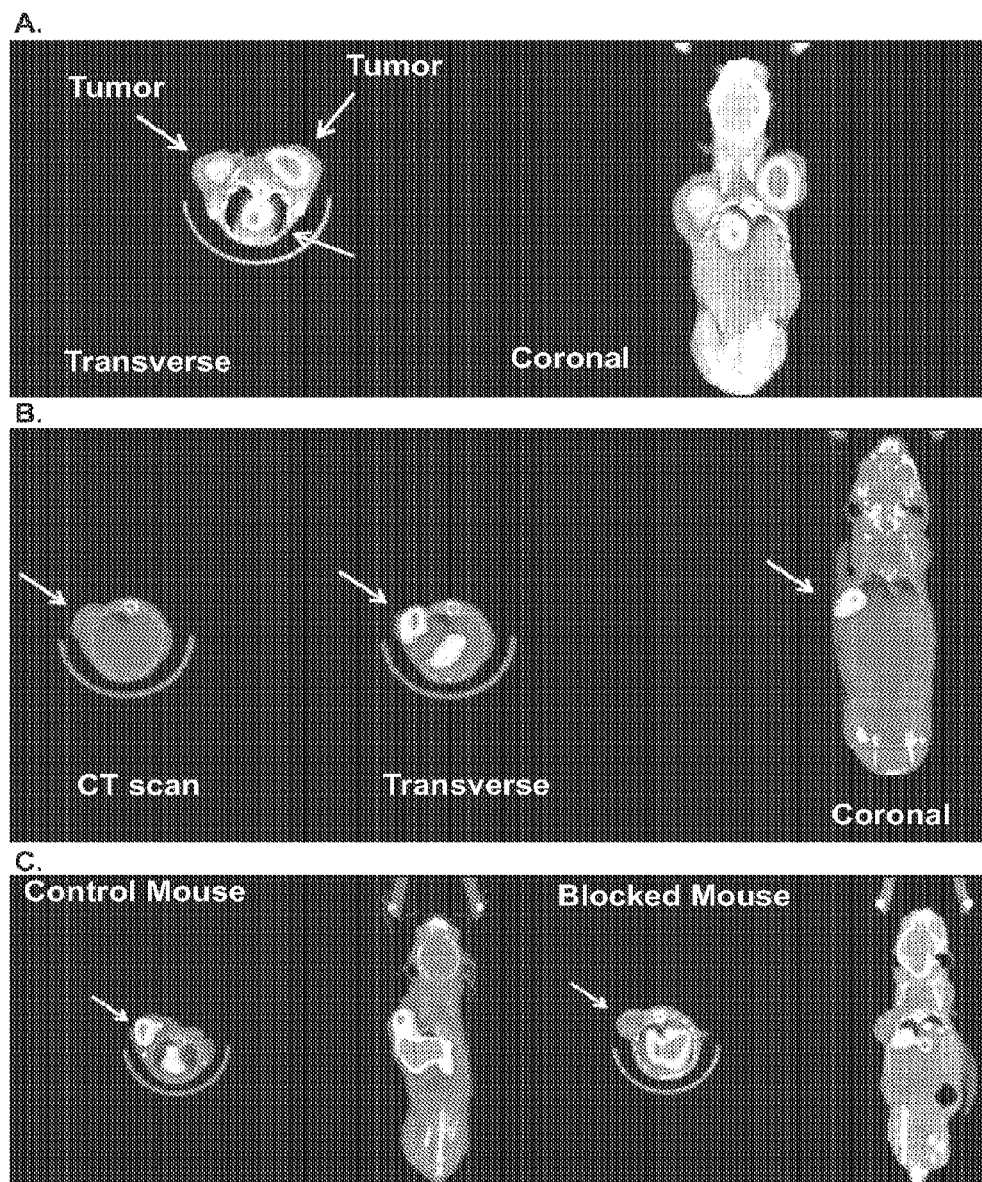 A.
Tumor
Tumor
Transverse
Coronal
B.
CT scan
Transverse
Coronal
C.
Control Mouse
Blocked Mouse